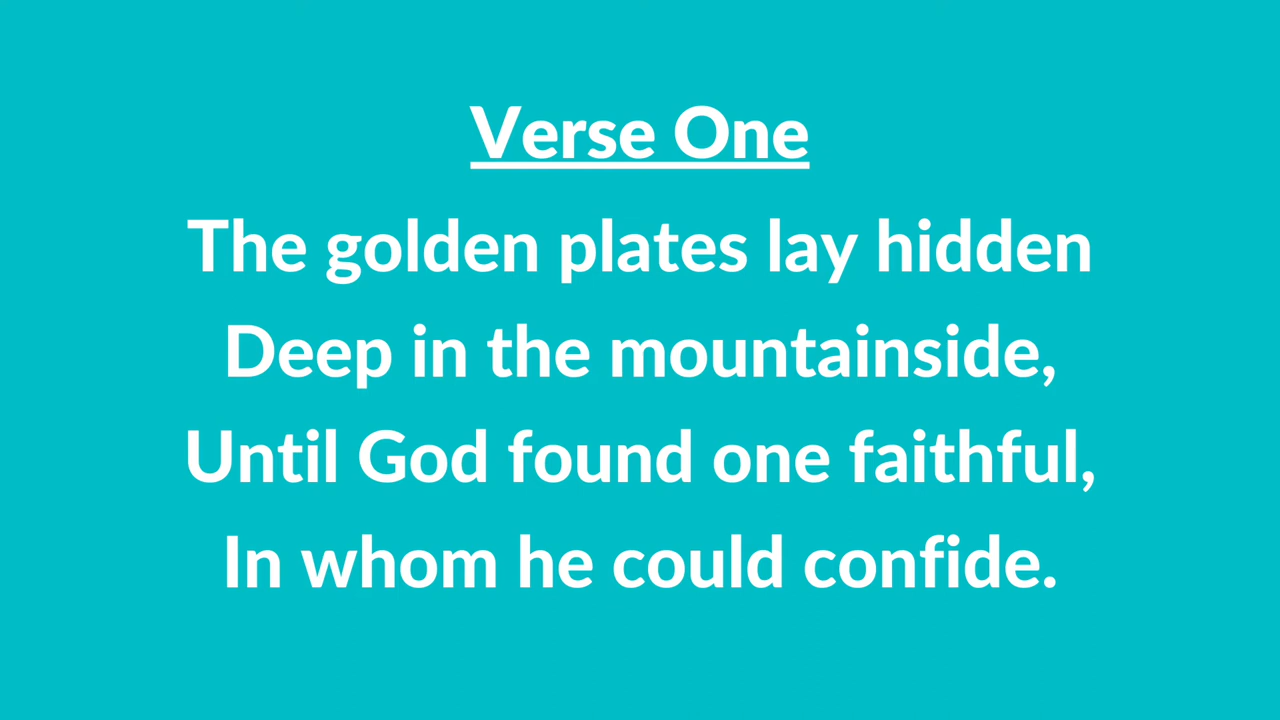 Verse One
The golden plates lay hidden
Deep in the mountainside,
Until God found one faithful,
In whom he could confide.